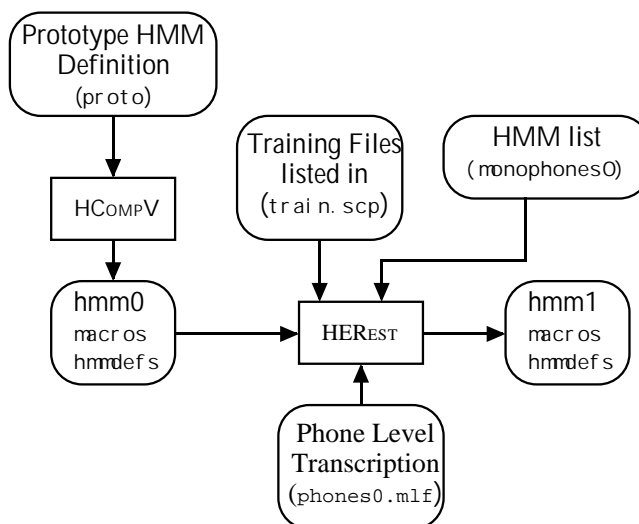 Prototype HMM
Definition
(proto)
HCOMPV
Training Files
listed in
(train.scp)
HMM list
(monophones0)
hmm0
macros
hmmdefs
HEREST
hmm1
macros
hmmdefs
Phone Level
Transcription
(phones0.mlf)